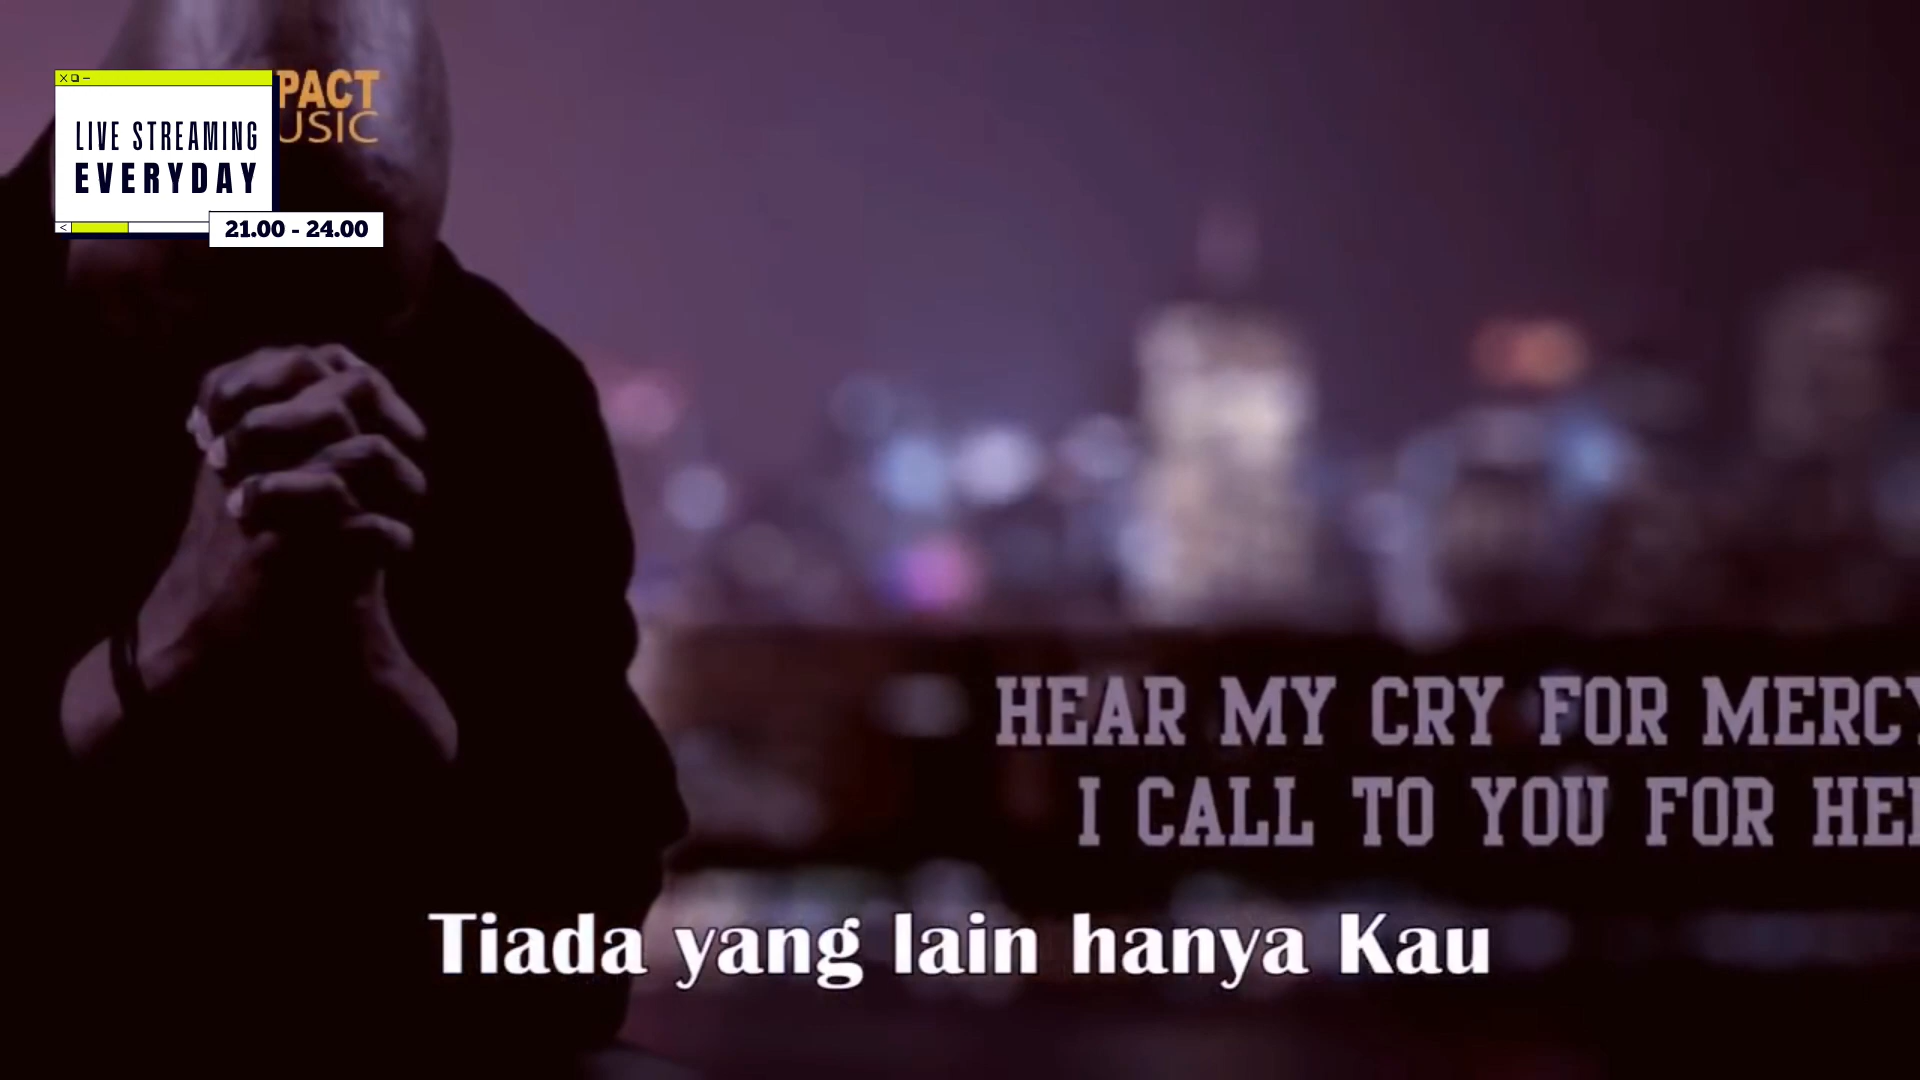 PACT
USIC
LIVE STREAMING
EVERYDAY
21.00 - 24.00
HEAR MY CRY FOR MERCY
I CALL TO YOU FOR
Tiada yang lain hanya Kau